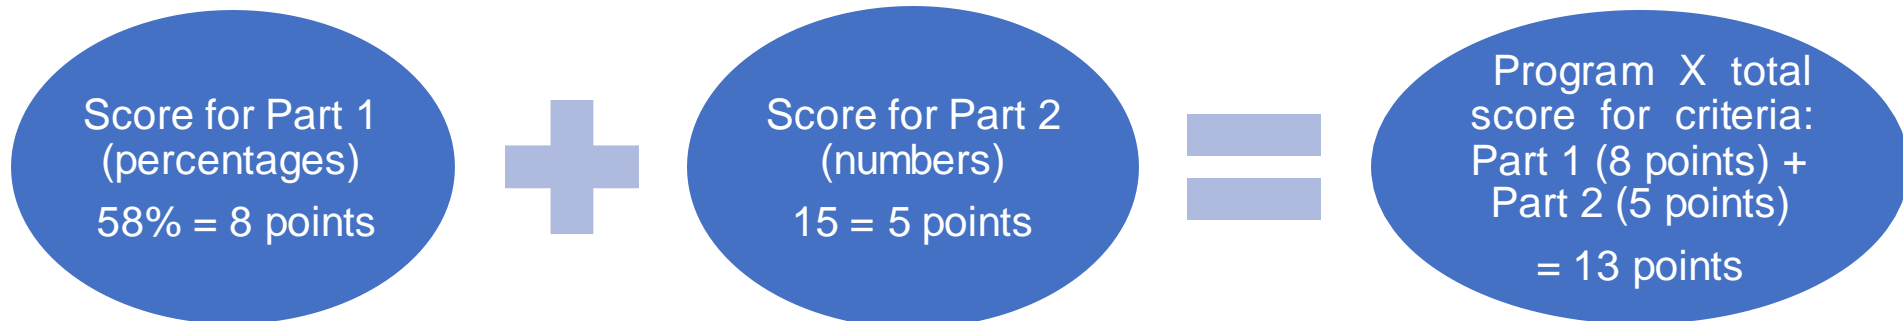 Score for Part 1
(percentages)
58% = 8 points
Score for Part 2
(numbers)
15 = 5 points
Program X total
score for criteria:
Part 1 (8 points) +
Part 2 (5 points)
= 13 points